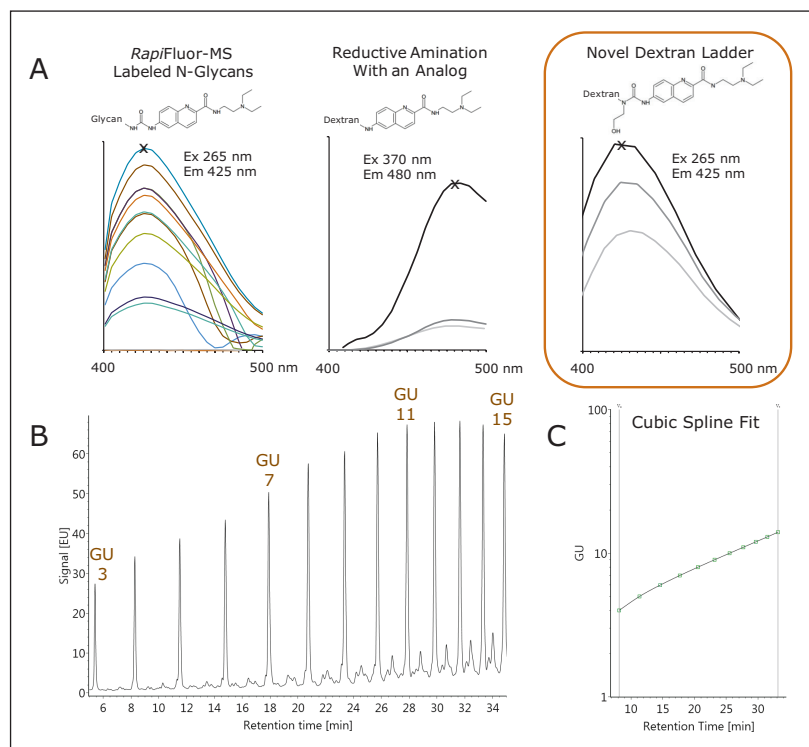 A
RapiFluor-MS
Labeled N-Glycans
Reductive Amination
With an Analog
Novel Dextran Ladder
Glycan
N
H
O
N
H
N
O
N
H
N
Dextran
NH
N
O
N
H
N
Dextran
N
O
NH
OH
N
O
NH
N
X
Ex 265 nm
Em 425 nm
Ex 370 nm
Em 480 nm
X
X
Ex 265 nm
Em 425 nm
400 500 nm
400 500 nm
400 500 nm
B
GU
3
GU
7
GU
11
GU
15
Signal [EU]
60
50
40
30
20
10
0
6 8 10 12 14 16 18 20 22 24 26 28 30 32 34
Retention time [min]
C
Cubic Spline Fit
GU
100
10
1
10 15 20 25 30
Retention Time [min]